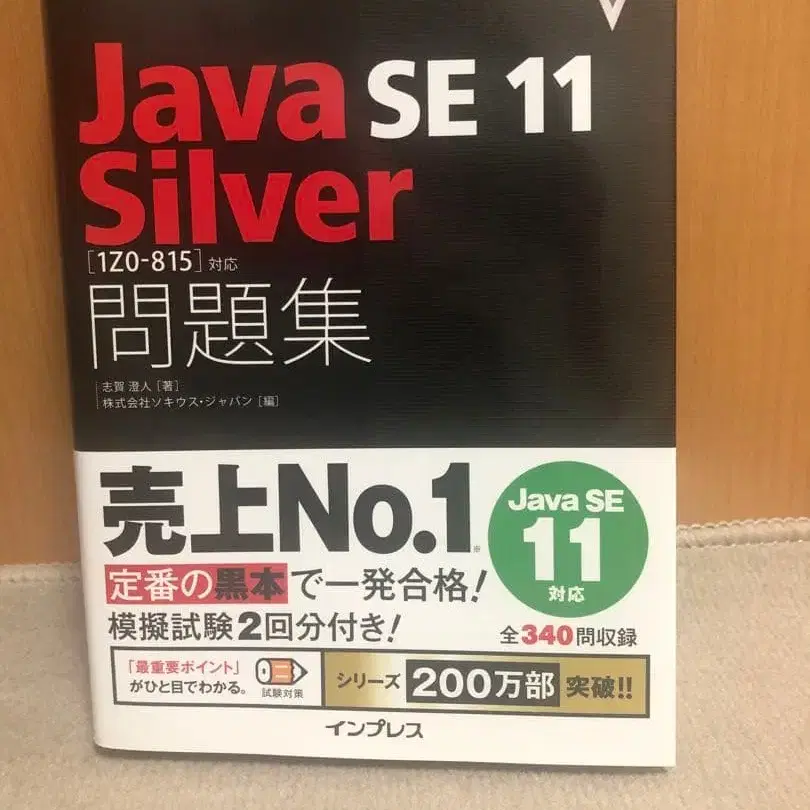 Java SE 11
Silver
[1Z0-815] 対応
問題集
志賀 澄人 [著]
株式会社ソキウス・ジャパン [編]
売上No.1※
定番の黒本で一発合格!
模擬試験2回分付き!
Java SE
11
対応
全340問収録
「最重要ポイント」
がひと目でわかる。
試験対策
シリーズ 200万部 突破!!
インプレス